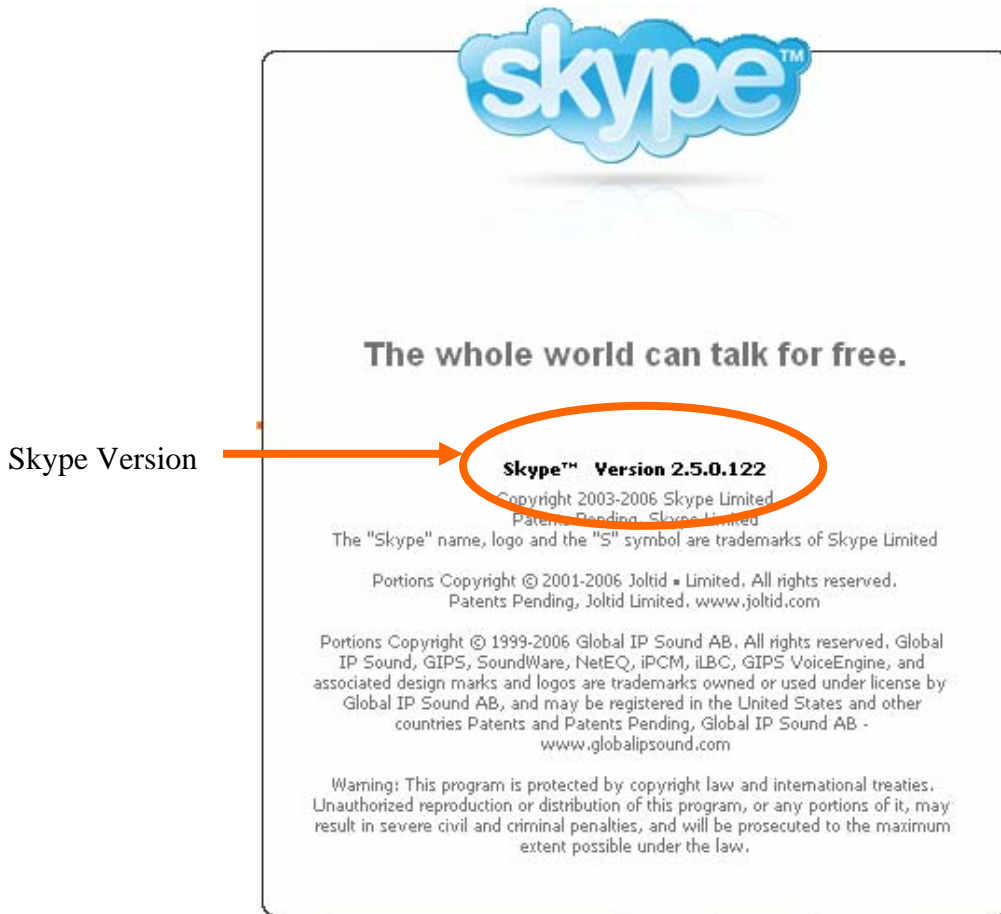 skype™
The whole world can talk for free.
Skype Version
Skype™ Version 2.5.0.122
Copyright 2003-2006 Skype Limited
Patents Pending, Skype Limited
The "Skype" name, logo and the "S" symbol are trademarks of Skype Limited
Portions Copyright © 2001-2006 Joltid ▪ Limited. All rights reserved.
Patents Pending, Joltid Limited. www.joltid.com
Portions Copyright © 1999-2006 Global IP Sound AB. All rights reserved. Global
IP Sound, GIPS, SoundWare, NetEQ, iPCM, iLBC, GIPS VoiceEngine, and
associated design marks and logos are trademarks owned or used under license by
Global IP Sound AB, and may be registered in the United States and other
countries Patents and Patents Pending, Global IP Sound AB -
www.globalipsound.com
Warning: This program is protected by copyright law and international treaties.
Unauthorized reproduction or distribution of this program, or any portions of it, may
result in severe civil and criminal penalties, and will be prosecuted to the maximum
extent possible under the law.